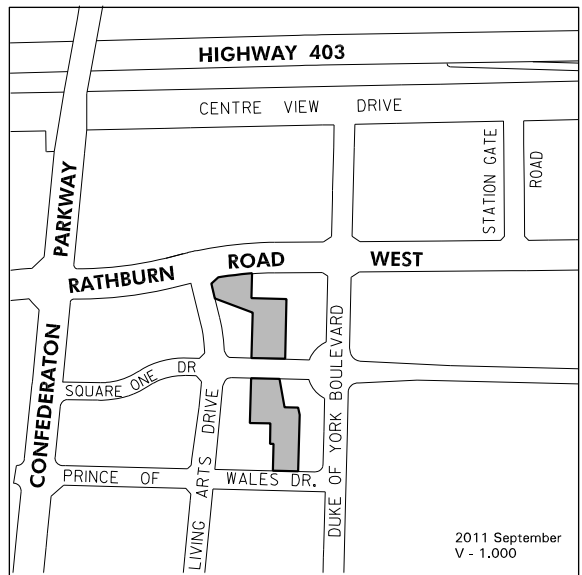 HIGHWAY 403
CENTRE VIEW DRIVE
STATION GATE
ROAD
PARKWAY
RATHBURN ROAD WEST
CONFEDERATON
SQUARE ONE DR
LIVING ARTS DRIVE
DUKE OF YORK BOULEVARD
PRINCE OF WALES DR.
2011 September
V - 1.000